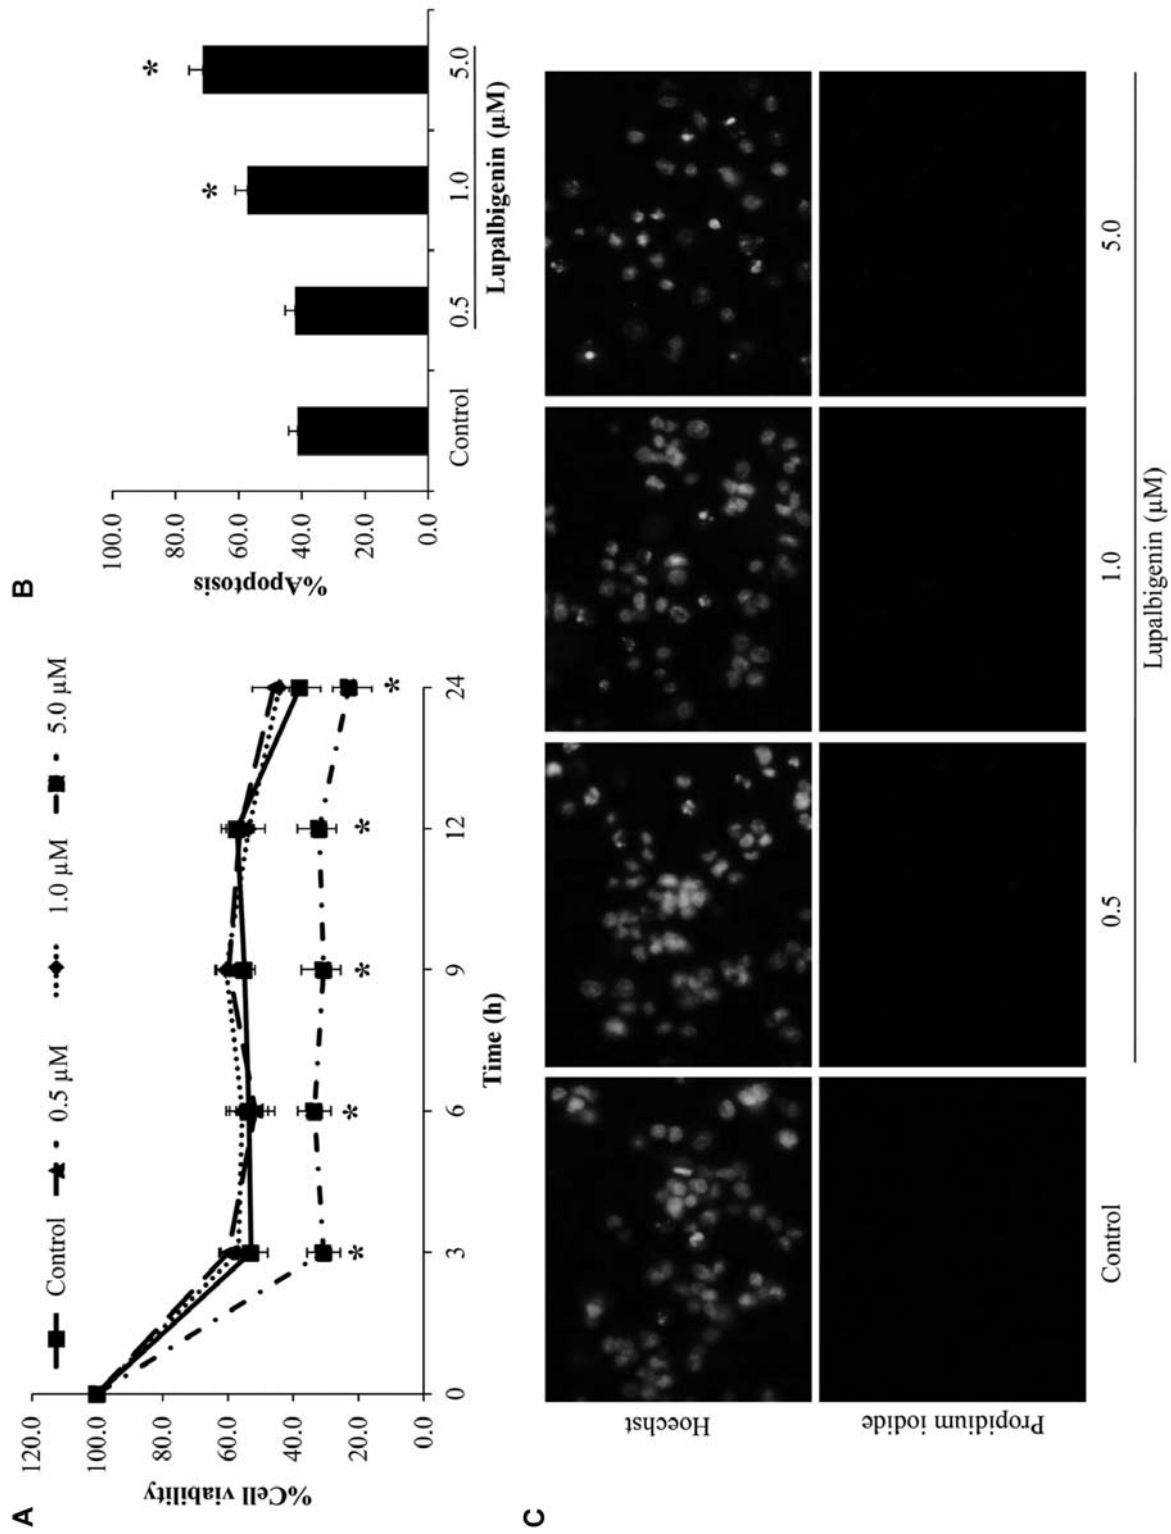 A
Control 0.5 μM 1.0 μM 5.0 μM
%Cell viability
120.0
100.0
80.0
60.0
40.0
20.0
0.0
* * * * *
0 3 6 9 12 24
Time (h)
B
%Apoptosis
100.0
80.0
60.0
40.0
20.0
0.0
* *
Control 0.5 1.0 5.0
Lupalbigenin (μM)
C
Hoechst
Propidium iodide
Control 0.5 1.0 5.0
Lupalbigenin (μM)